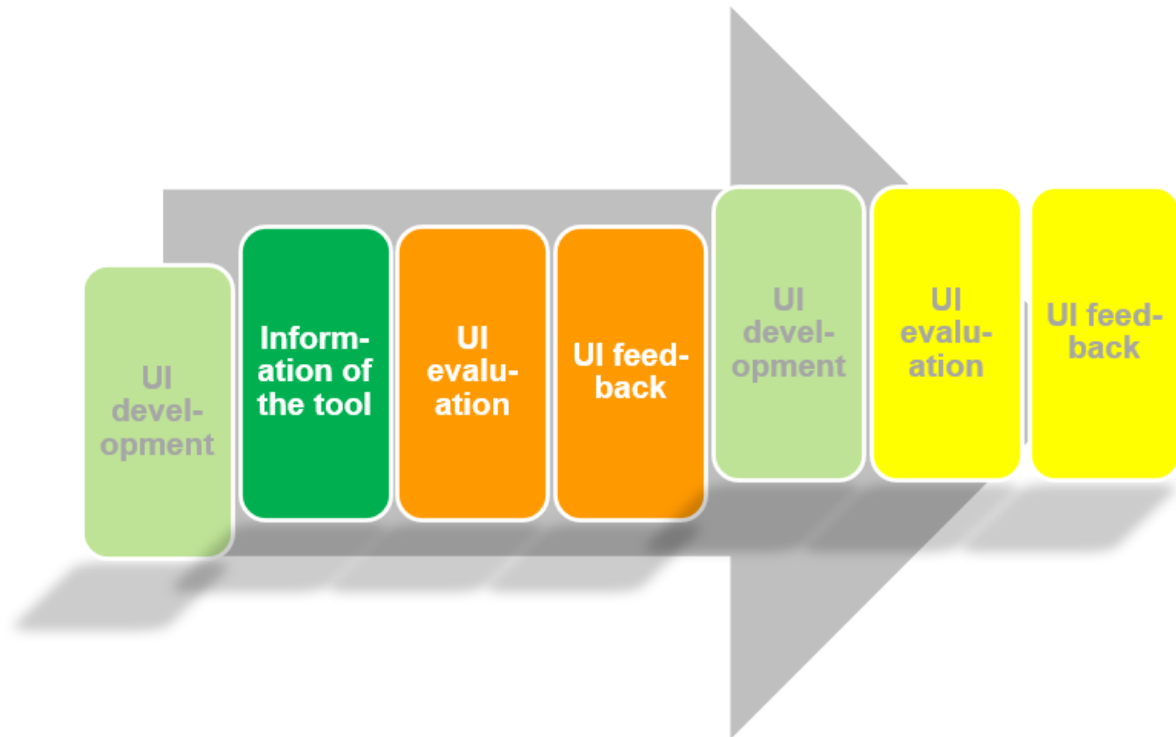 UI
devel-
opment
Inform-
ation of
the tool
UI
evalu-
ation
UI feed-
back
UI
devel-
opment
UI
evalu-
ation
UI feed-
back